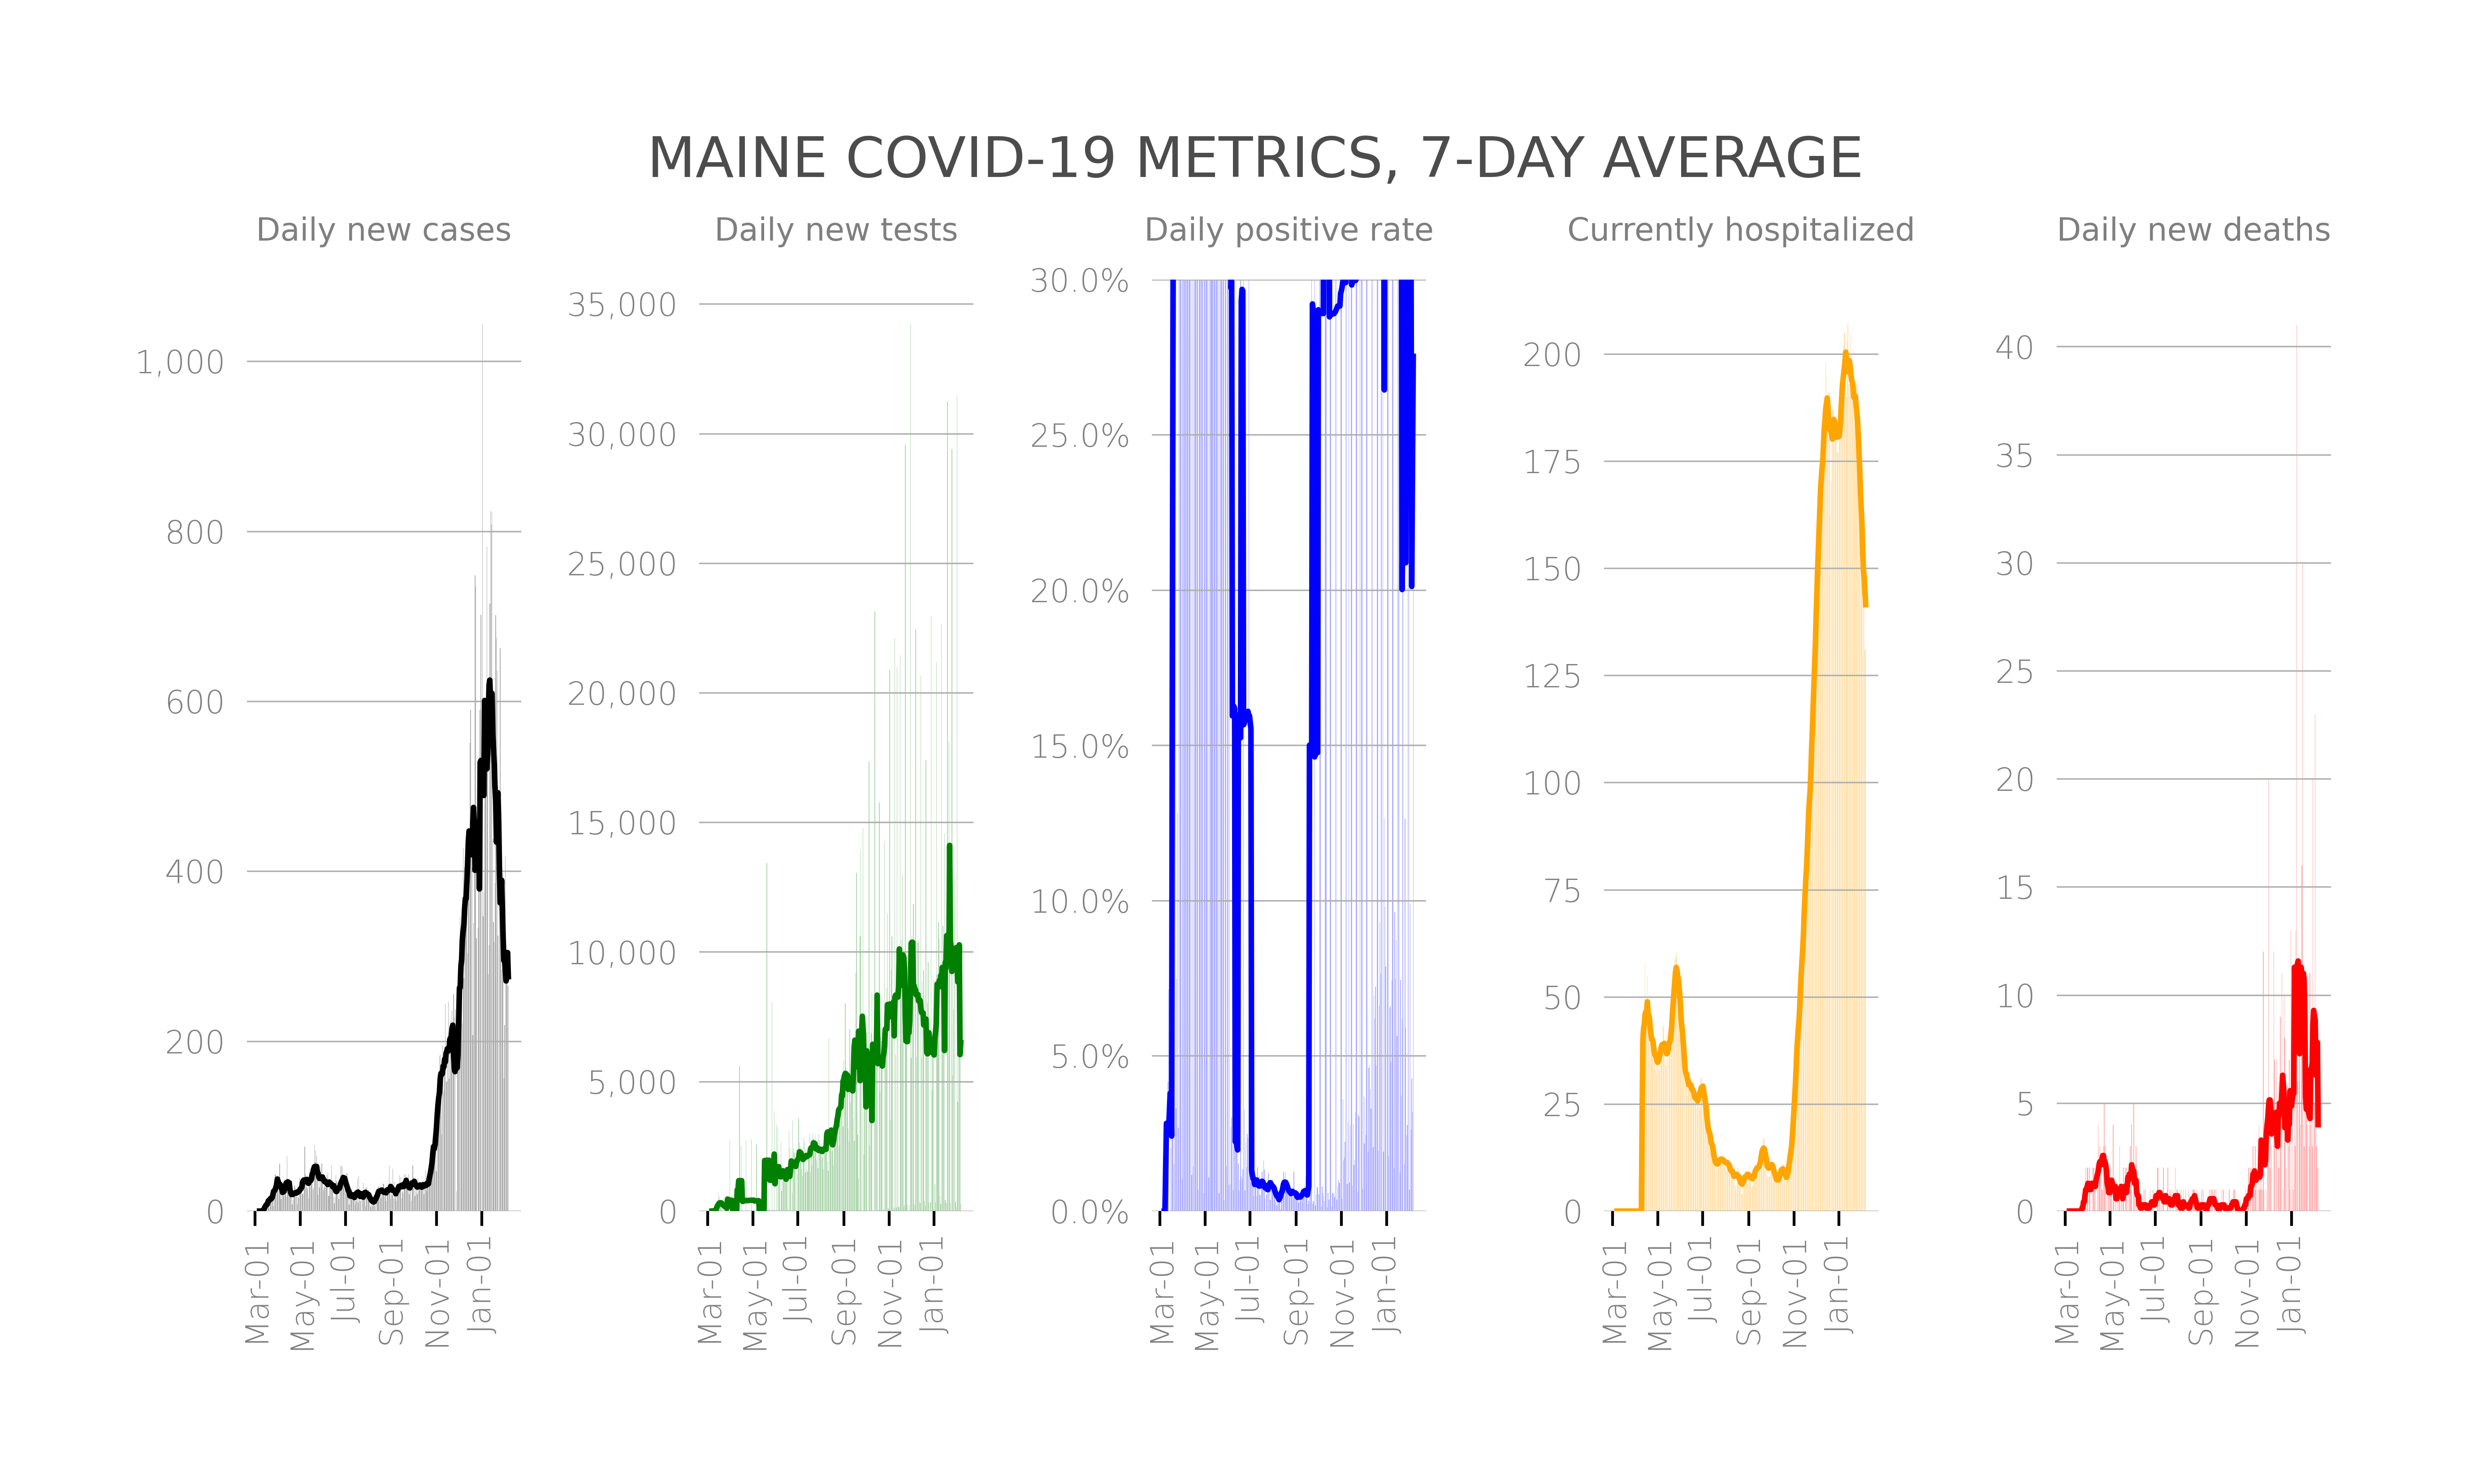 MAINE COVID-19 METRICS, 7-DAY AVERAGE
Daily new cases
1,000
800
600
400
200
0
Mar-01
May-01
Jul-01
Sep-01
Nov-01
Jan-01
Daily new tests
35,000
30,000
25,000
20,000
15,000
10,000
5,000
0
Mar-01
May-01
Jul-01
Sep-01
Nov-01
Jan-01
Daily positive rate
30.0%
25.0%
20.0%
15.0%
10.0%
5.0%
0.0%
Mar-01
May-01
Jul-01
Sep-01
Nov-01
Jan-01
Currently hospitalized
200
175
150
125
100
75
50
25
0
Mar-01
May-01
Jul-01
Sep-01
Nov-01
Jan-01
Daily new deaths
40
35
30
25
20
15
10
5
0
Mar-01
May-01
Jul-01
Sep-01
Nov-01
Jan-01